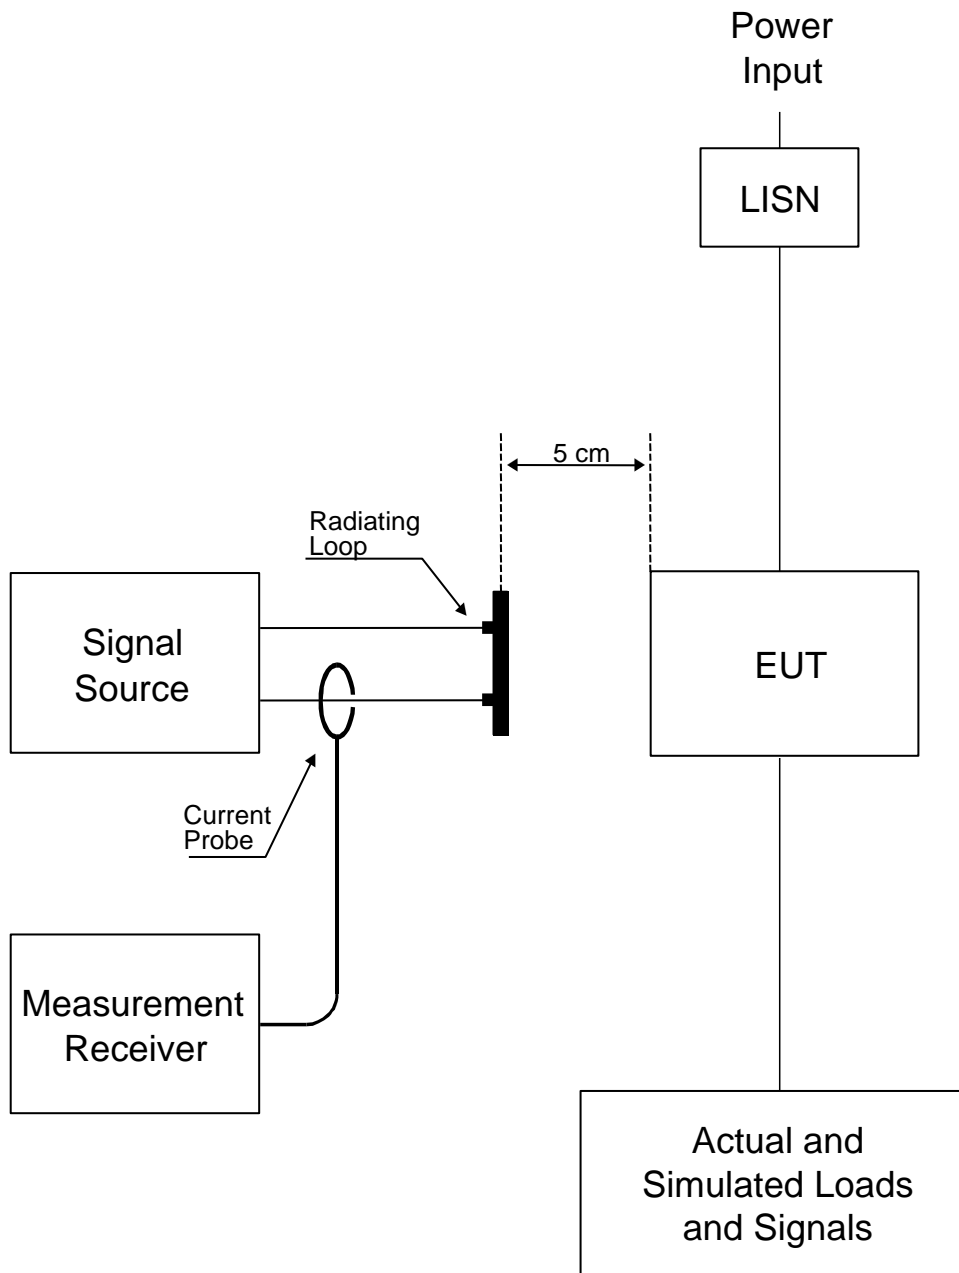 Power
Input
LISN
5 cm
Radiating
Loop
Signal
Source
EUT
Current
Probe
Measurement
Receiver
Actual and
Simulated Loads
and Signals